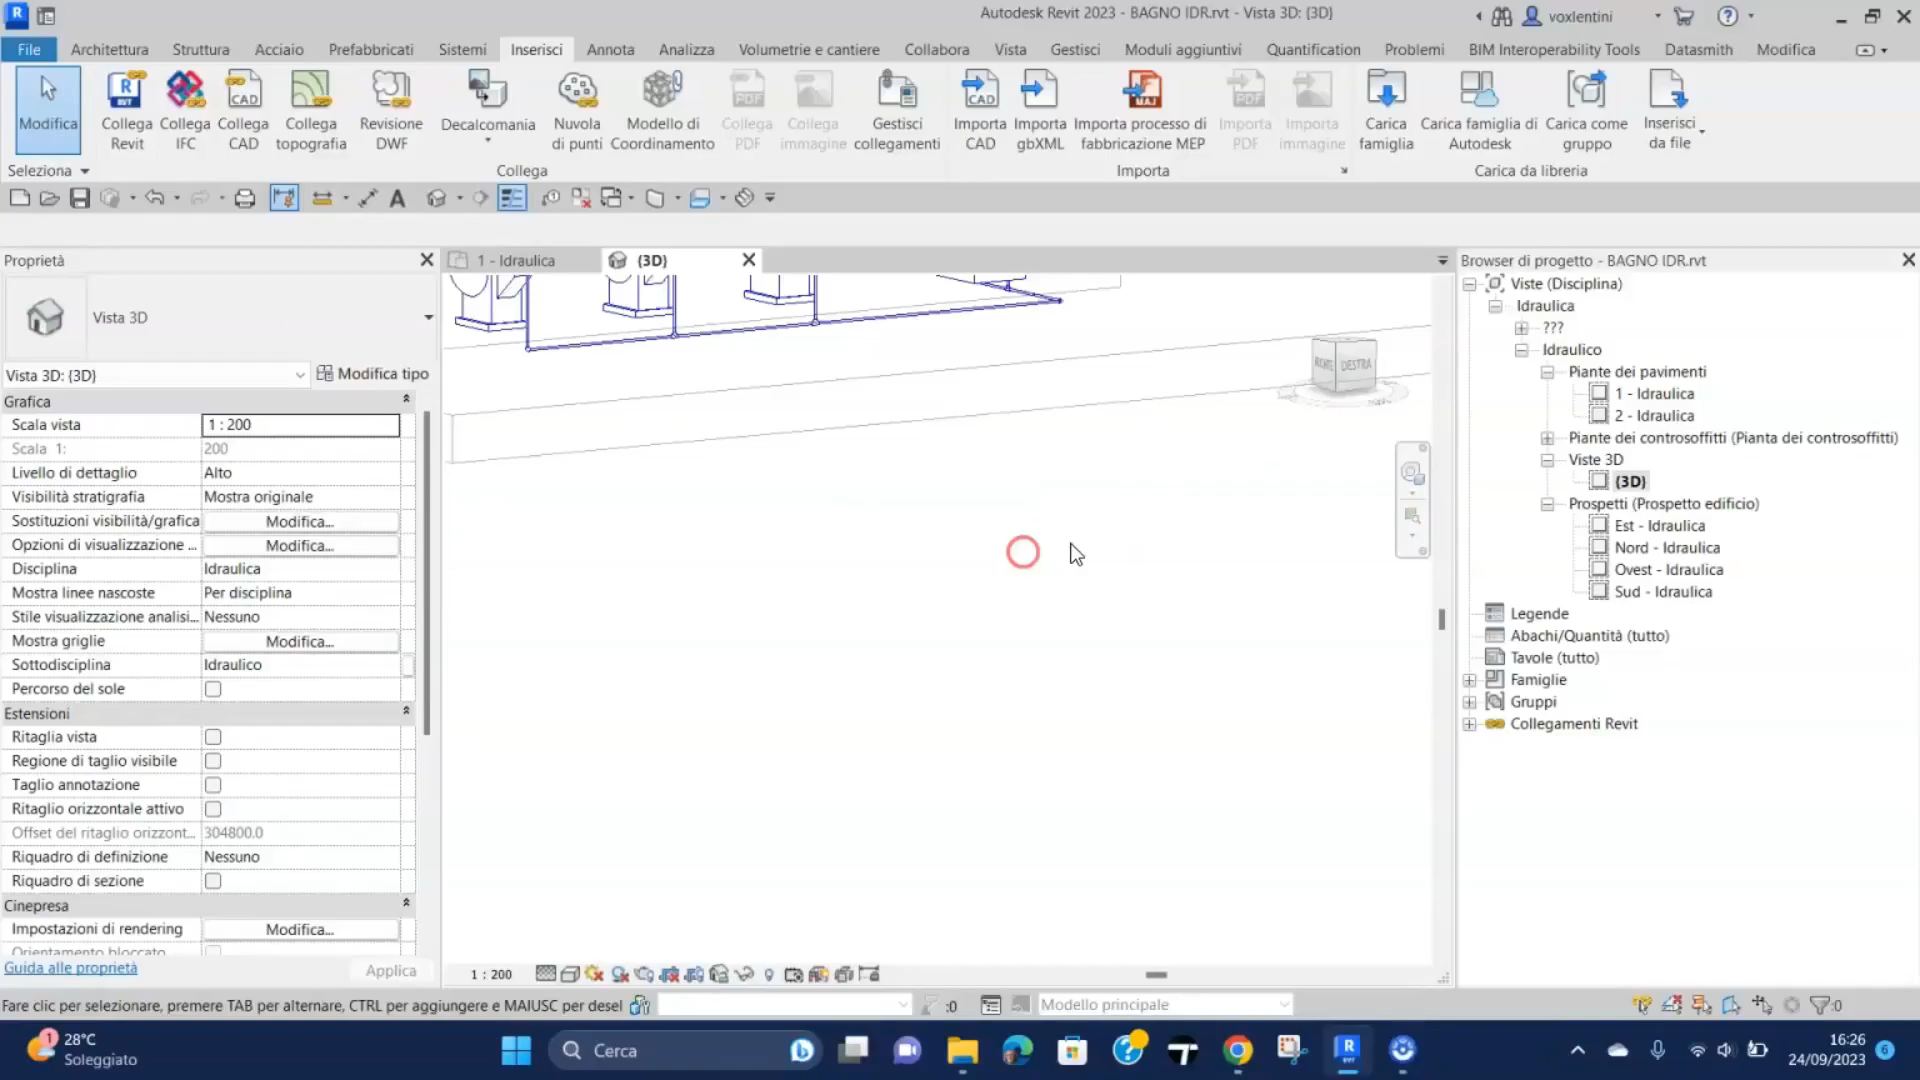 Autodesk Revit 2023 - BAGNO IDR.rvt - Vista 3D: {3D}
voxlentini
File Architettura Struttura Acciaio Prefabbricati Sistemi Inserisci Annota Analizza Volumetrie e cantiere Collabora Vista Gestisci Moduli aggiuntivi Quantification Problemi BIM Interoperability Tools Datasmith Modifica
Modifica
Collega Revit
Collega IFC
Collega CAD
Collega topografia
Revisione DWF
Decalcomania
Nuvola di punti
Modello di Coordinamento
Collega PDF
Collega immagine
Gestisci collegamenti
Importa CAD
Importa gbXML
Importa processo di fabbricazione MEP
Importa PDF
Importa immagine
Carica famiglia
Carica famiglia di Autodesk
Carica come gruppo
Inserisci da file
Seleziona
Collega
Importa
Carica da libreria
Proprietà
1 - Idraulica
{3D}
Browser di progetto - BAGNO IDR.rvt
Vista 3D
Vista 3D: {3D}
Modifica tipo
Grafica
Scala vista 1 : 200
Scala 1: 200
Livello di dettaglio Alto
Visibilità stratigrafia Mostra originale
Sostituzioni visibilità/grafica Modifica...
Opzioni di visualizzazione ... Modifica...
Disciplina Idraulica
Mostra linee nascoste Per disciplina
Stile visualizzazione analisi... Nessuno
Mostra griglie Modifica...
Sottodisciplina Idraulico
Percorso del sole
Estensioni
Ritaglia vista
Regione di taglio visibile
Taglio annotazione
Ritaglio orizzontale attivo
Offset del ritaglio orizzont... 304800.0
Riquadro di definizione Nessuno
Riquadro di sezione
Cinepresa
Impostazioni di rendering Modifica...
Orientamento bloccato
Guida alle proprietà
Applica
DESTRA
Viste (Disciplina)
Idraulica
???
Idraulico
Piante dei pavimenti
1 - Idraulica
2 - Idraulica
Piante dei controsoffitti (Pianta dei controsoffitti)
Viste 3D
{3D}
Prospetti (Prospetto edificio)
Est - Idraulica
Nord - Idraulica
Ovest - Idraulica
Sud - Idraulica
Legende
Abachi/Quantità (tutto)
Tavole (tutto)
Famiglie
Gruppi
Collegamenti Revit
1 : 200
Fare clic per selezionare, premere TAB per alternare, CTRL per aggiungere e MAIUSC per desel
:0
Modello principale
:0
28°C
Soleggiato
Cerca
16:26
24/09/2023
6